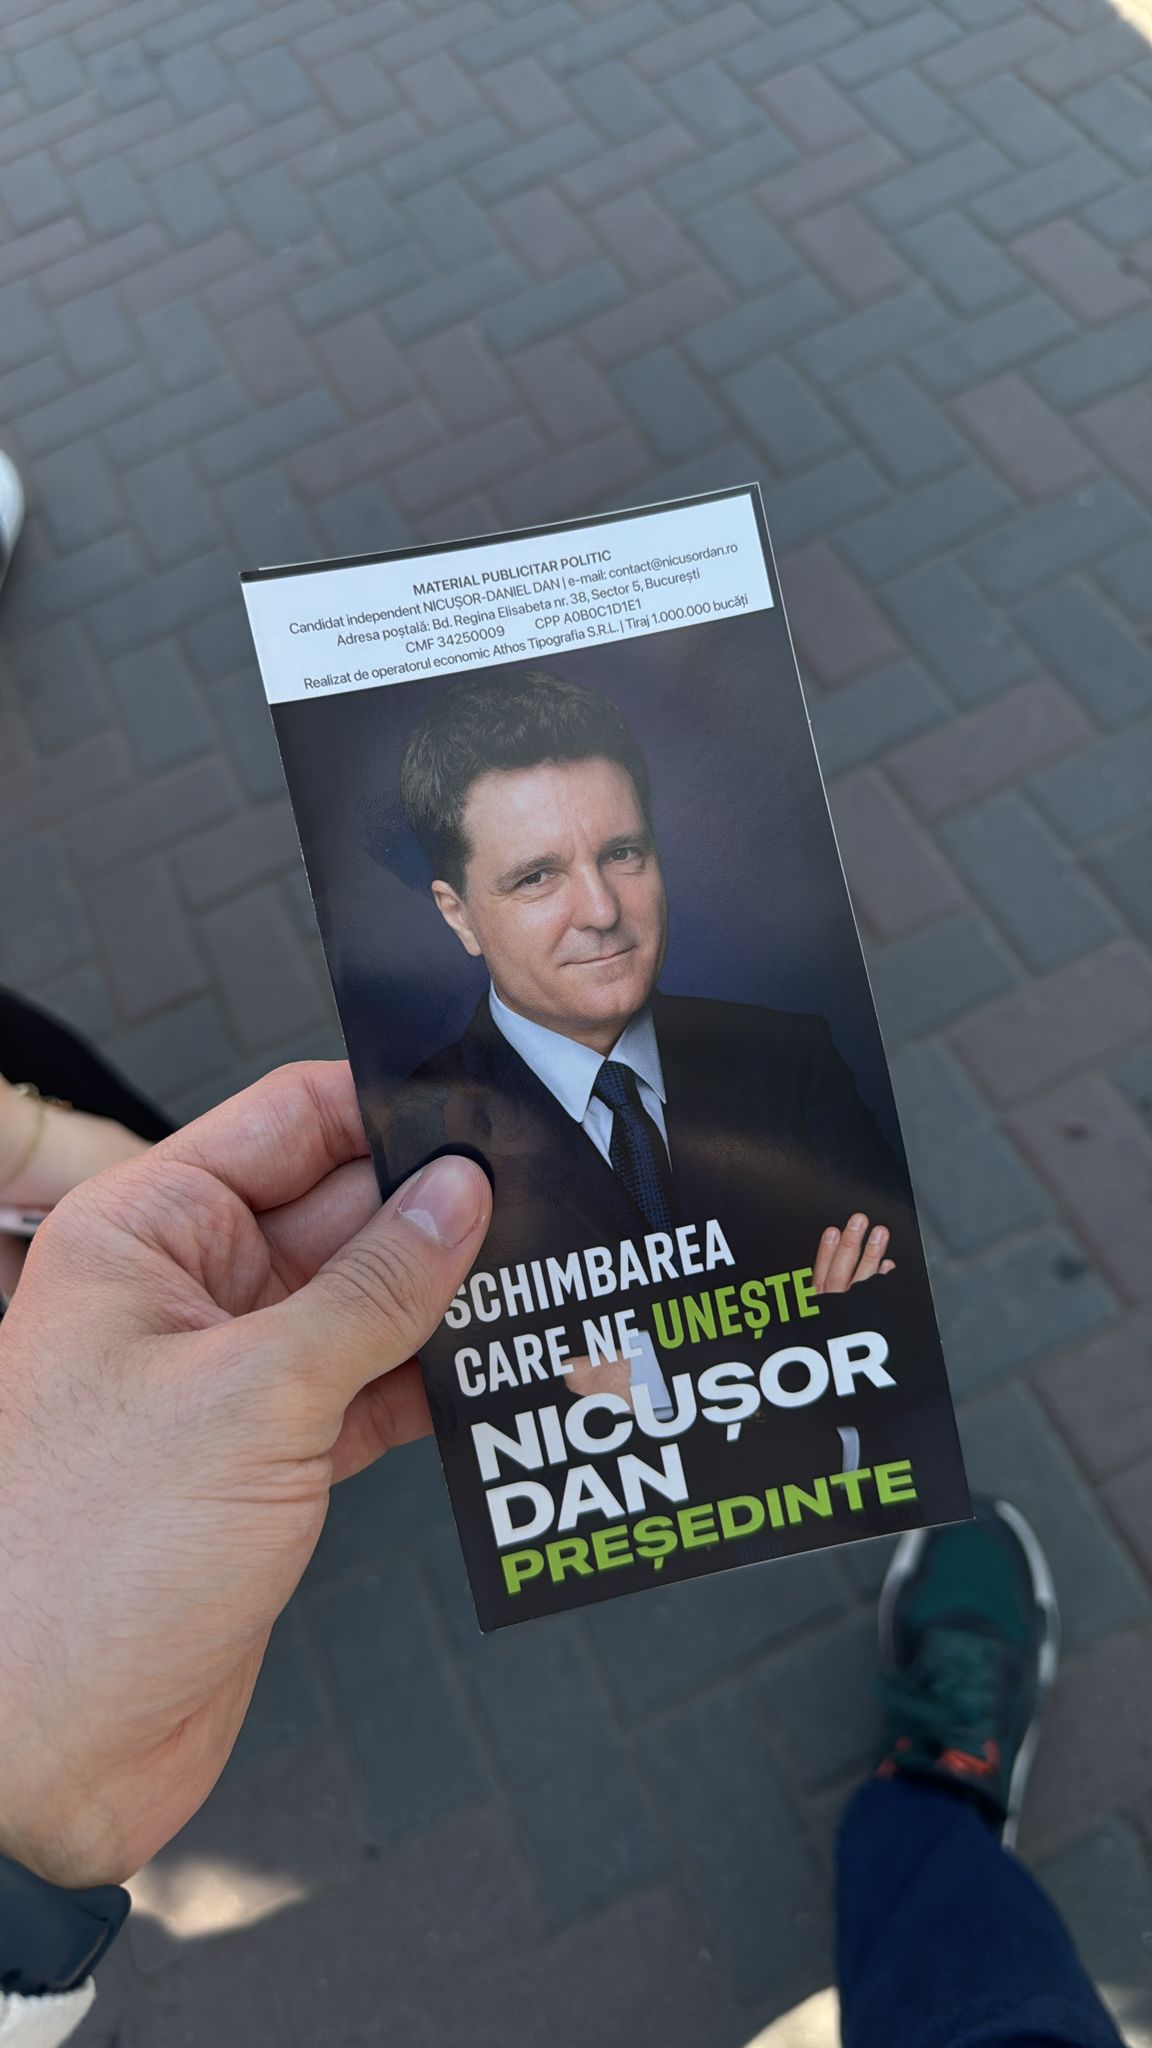 MATERIAL PUBLICITAR POLITIC
Candidat independent NICUȘOR-DANIEL DAN | e-mail: contact@nicusordan.ro
Adresa poștală: Bd. Regina Elisabeta nr. 38, Sector 5, București
CMF 34250009 CPP A0B0C1D1E1
Realizat de operatorul economic Athos Tipografia S.R.L. | Tiraj 1.000.000 bucăți
SCHIMBAREA
CARE NE UNEȘTE
NICUȘOR
DAN
PREȘEDINTE